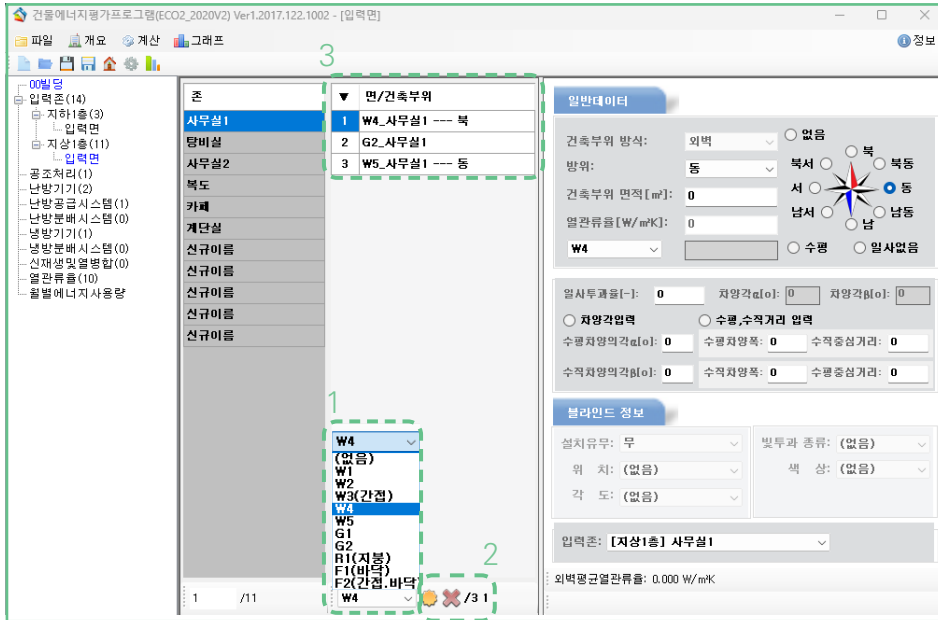 건물에너지평가프로그램(ECO2_2020V2) Ver1.2017.122.1002 - [입력면]
파일 개요 계산 그래프 정보
3
00빌딩
입력존(14)
지하1층(3)
입력면
지상1층(11)
입력면
공조처리(1)
난방기기(2)
난방공급시스템(1)
난방분배시스템(0)
냉방기기(1)
냉방분배시스템(0)
신재생및열병합(0)
열관류율(10)
월별에너지사용량
존
사무실1
탕비실
사무실2
복도
카페
계단실
신규이름
신규이름
신규이름
신규이름
신규이름
1 /11
▼ 면/건축부위
1 W4_사무실1 --- 북
2 G2_사무실1
3 W5_사무실1 --- 동
1
W4
(없음)
W1
W2
W3(간접)
W4
W5
G1
G2
R1(지붕)
F1(바닥)
F2(간접.바닥)
2
W4 /3 1
일반데이터
건축부위 방식: 외벽
방위: 동
건축부위 면적[㎡]: 0
열관류율[W/㎡K]: 0
W4
없음
북
북서 북동
서 동
남서 남동
남
수평 일사없음
일사투과율[-]: 0 차양각α[o]: 0 차양각β[o]: 0
차양각입력 수평,수직거리 입력
수평차양의각α[o]: 0 수평차양폭: 0 수직중심거리: 0
수직차양의각β[o]: 0 수직차양폭: 0 수평중심거리: 0
블라인드 정보
설치유무: 무 빛투과 종류: (없음)
위 치: (없음) 색 상: (없음)
각 도: (없음)
입력존: [지상1층] 사무실1
외벽평균열관류율: 0.000 W/㎡K